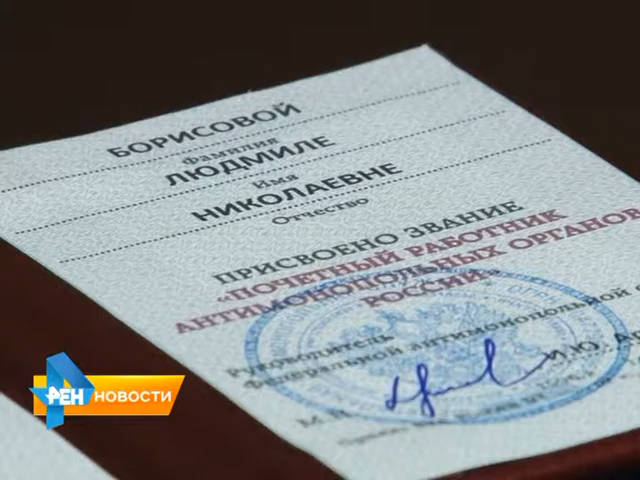 БОРИСОВОЙ
Фамилия
ЛЮДМИЛЕ
Имя
НИКОЛАЕВНЕ
Отчество
ПРИСВОЕНО ЗВАНИЕ
«ПОЧЕТНЫЙ РАБОТНИК
АНТИМОНОПОЛЬНЫХ ОРГАНОВ
РОССИИ»
Руководитель
Федеральной антимонопольной
И.Ю. А
РЕН НОВОСТИ